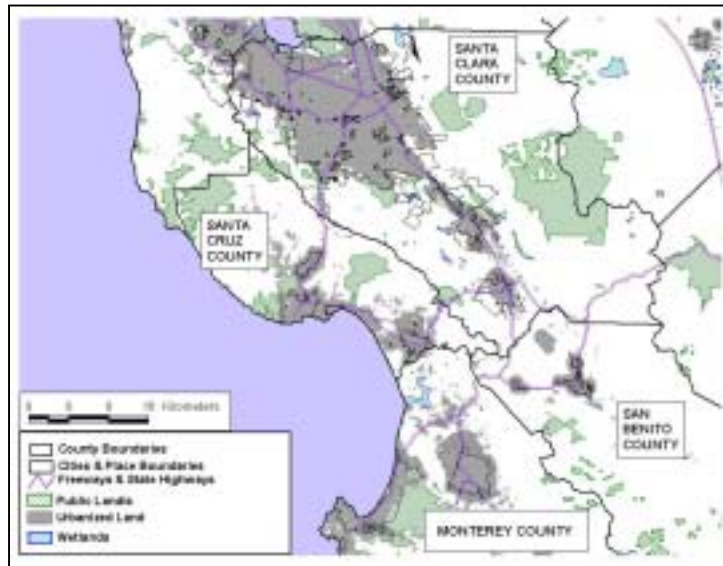 SANTA
CLARA
COUNTY
SANTA
CRUZ
COUNTY
SAN
BENITO
COUNTY
MONTEREY COUNTY
Kilometers
County Boundaries
Cities & Place Boundaries
Freeways & State Highways
Public Lands
Urbanized Land
Wetlands